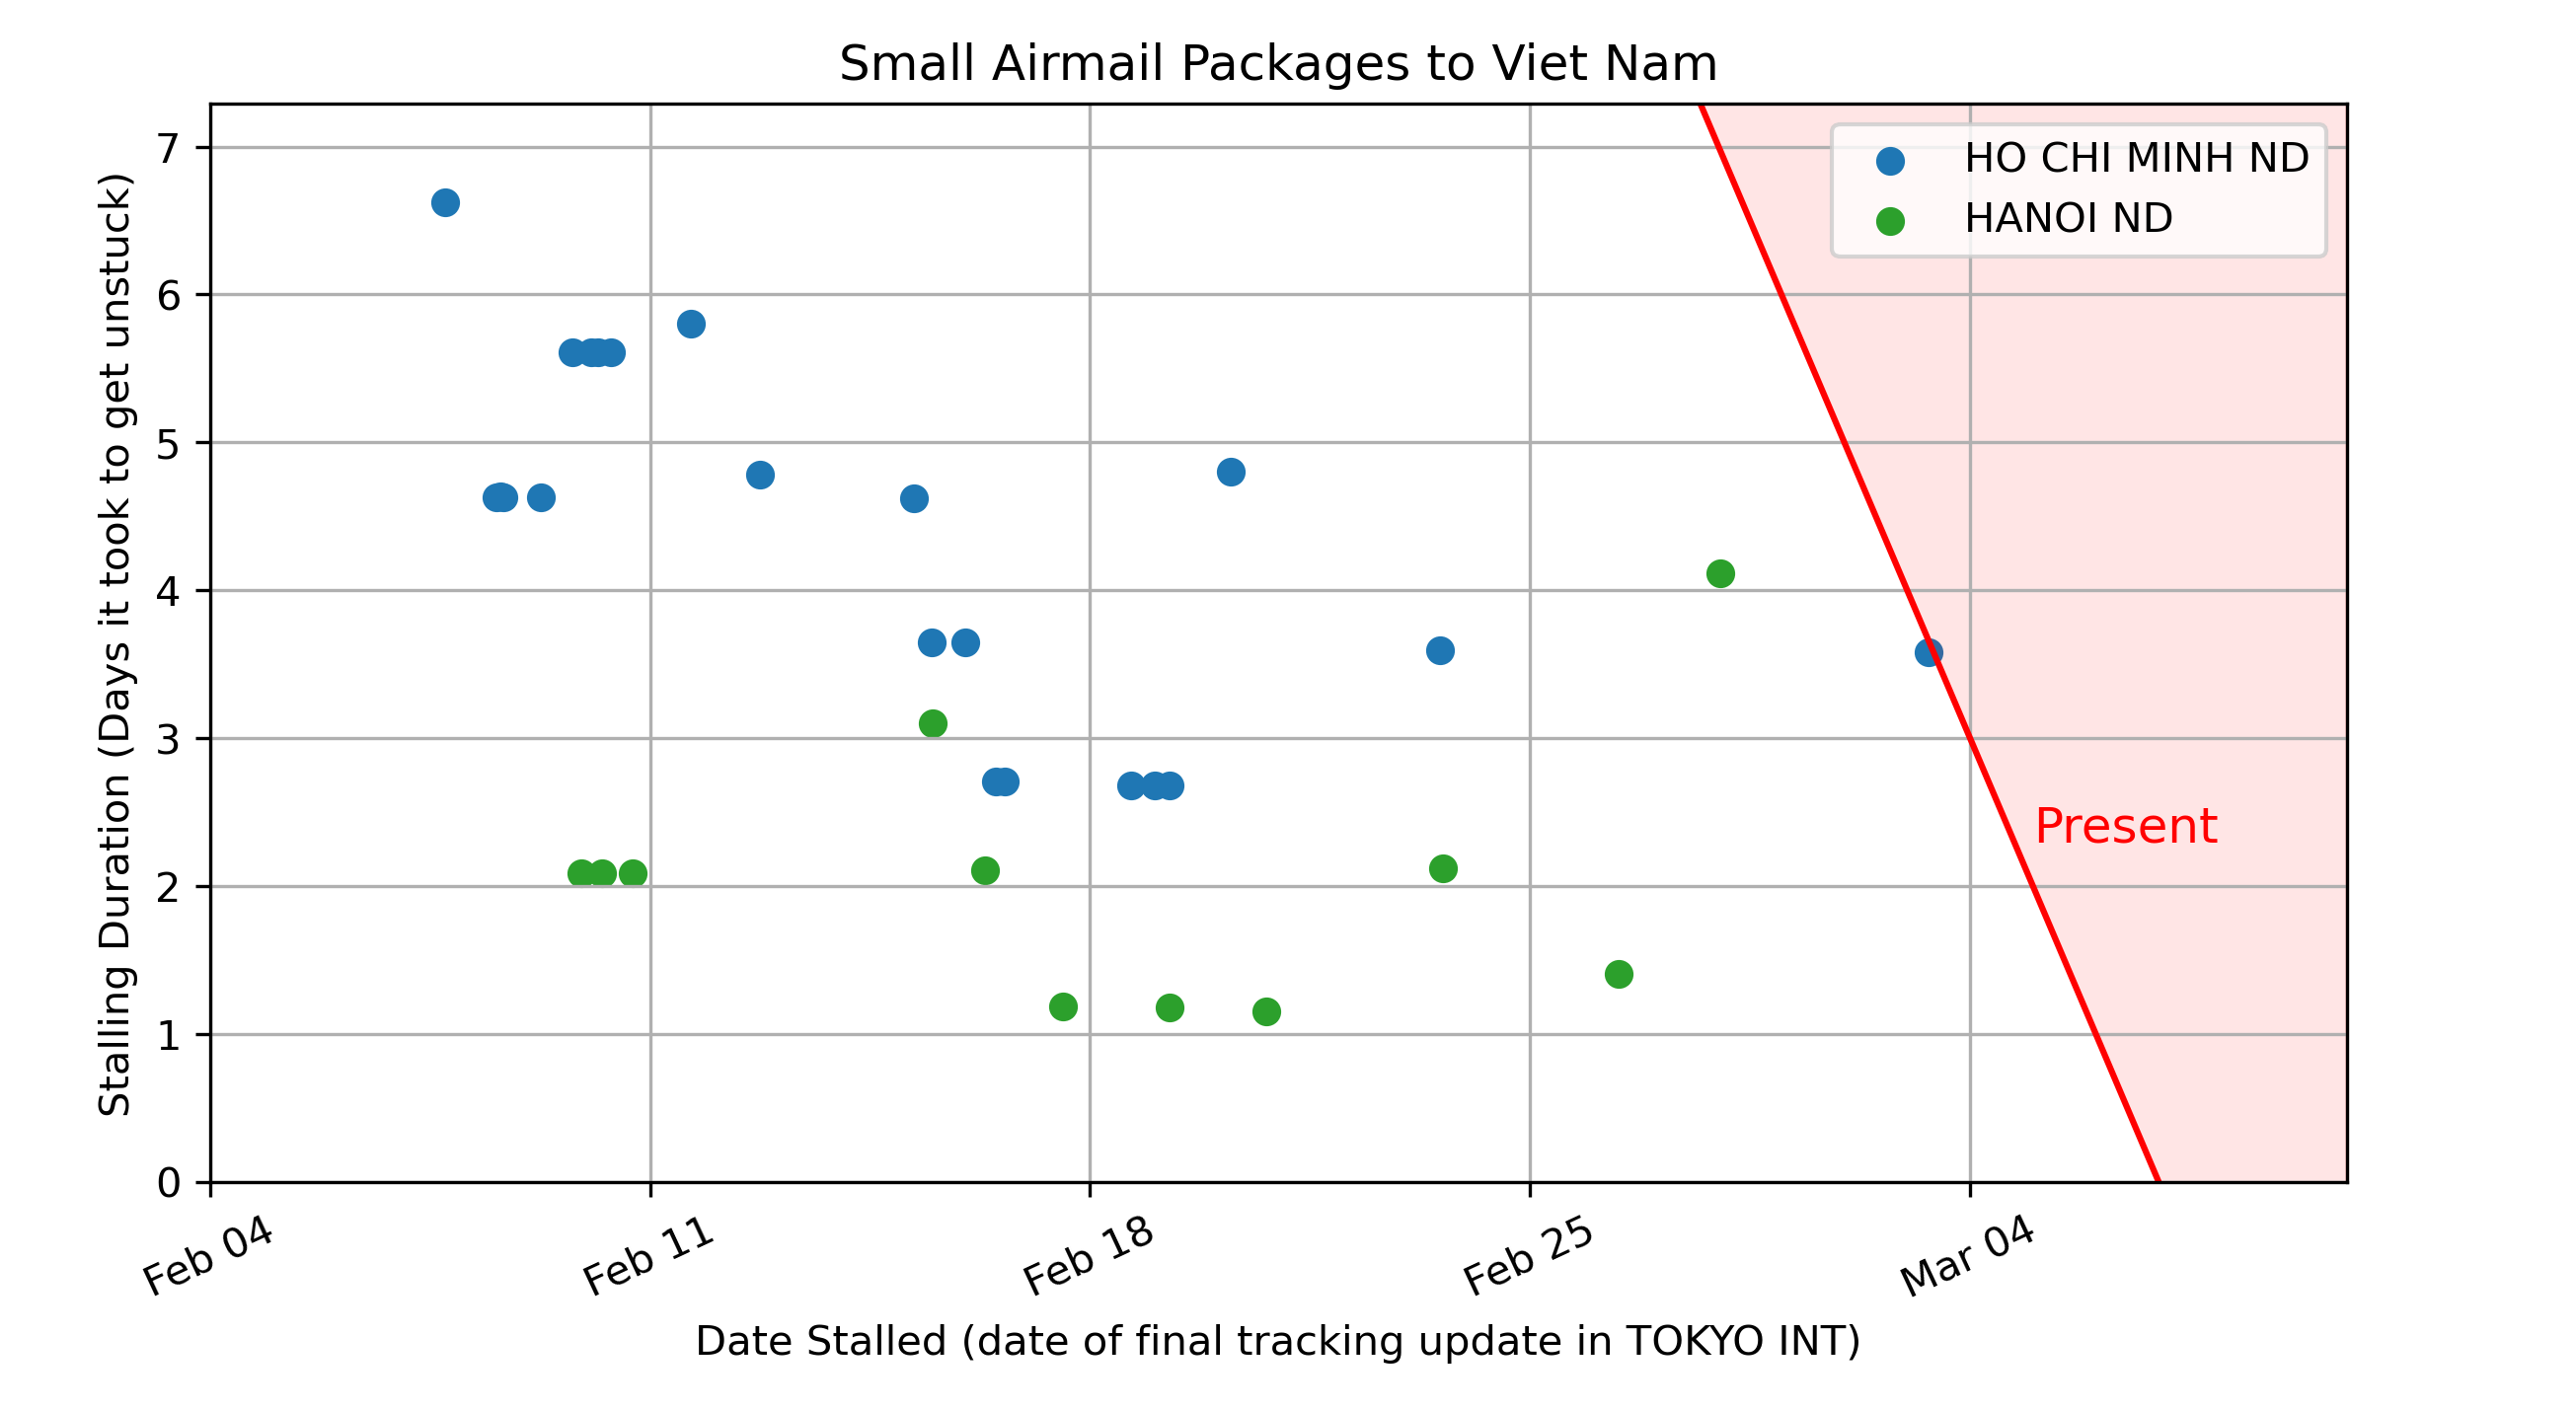 Small Airmail Packages to Viet Nam
HO CHI MINH ND
HANOI ND
Present
Stalling Duration (Days it took to get unstuck)
7
6
5
4
3
2
1
0
Feb 04
Feb 11
Feb 18
Feb 25
Mar 04
Date Stalled (date of final tracking update in TOKYO INT)